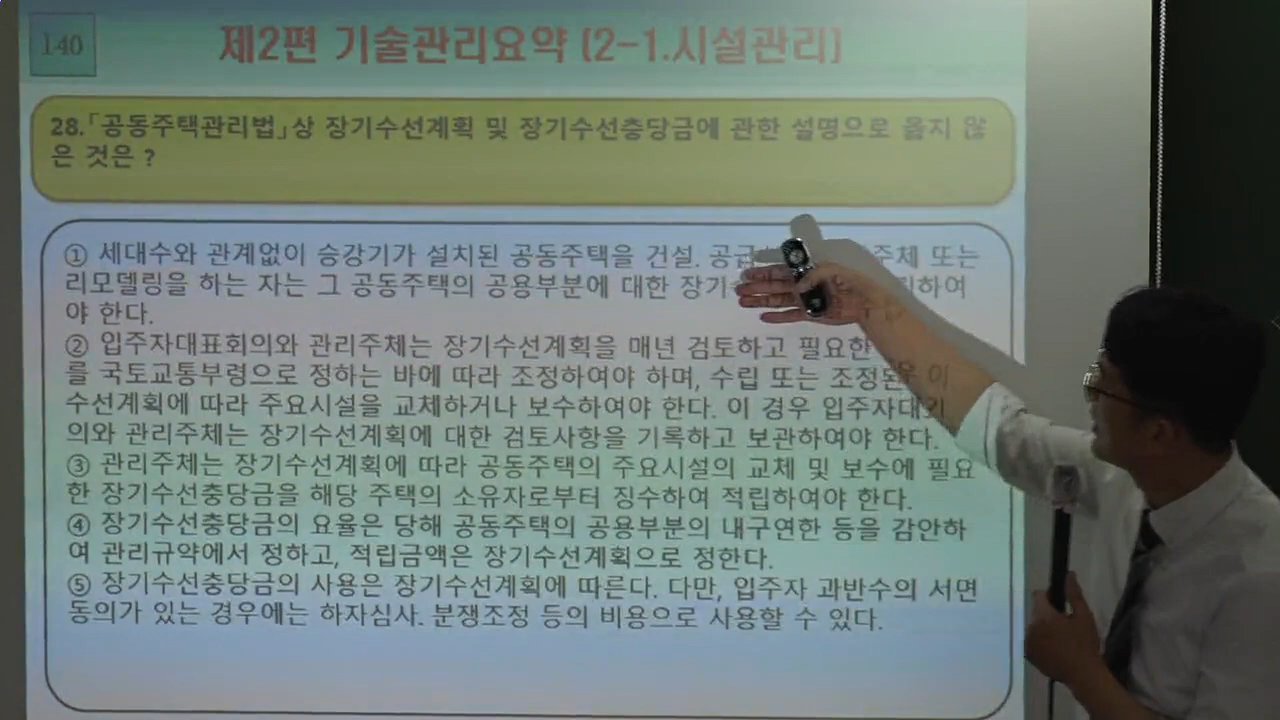 140
제2편 기술관리요약 (2-1.시설관리)
28.「공동주택관리법」상 장기수선계획 및 장기수선충당금에 관한 설명으로 옳지 않
은 것은 ?
① 세대수와 관계없이 승강기가 설치된 공동주택을 건설. 공급 주체 또는
리모델링을 하는 자는 그 공동주택의 공용부분에 대한 장기
야 한다.
② 입주자대표회의와 관리주체는 장기수선계획을 매년 검토하고 필요한
를 국토교통부령으로 정하는 바에 따라 조정하여야 하며, 수립 또는 조정된
수선계획에 따라 주요시설을 교체하거나 보수하여야 한다. 이 경우
의와 관리주체는 장기수선계획에 대한 검토사항을 기록하고 보관하여야 한다.
③ 관리주체는 장기수선계획에 따라 공동주택의 주요시설의 교체 및 보수에 필요
한 장기수선충당금을 해당 주택의 소유자로부터 징수하여 적립하여야 한다.
④ 장기수선충당금의 요율은 당해 공동주택의 공용부분의 내구연한 등을 감안하
여 관리규약에서 정하고, 적립금액은 장기수선계획으로 정한다.
⑤ 장기수선충당금의 사용은 장기수선계획에 따른다. 다만, 입주자 과반수의 서면
동의가 있는 경우에는 하자심사. 분쟁조정 등의 비용으로 사용할 수 있다.